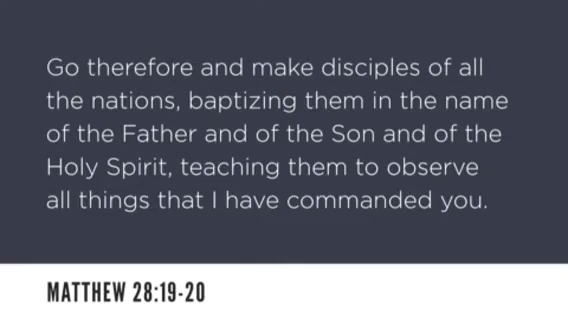 Go therefore and make disciples of all
the nations, baptizing them in the name
of the Father and of the Son and of the
Holy Spirit, teaching them to observe
all things that I have commanded you.
MATTHEW 28:19-20